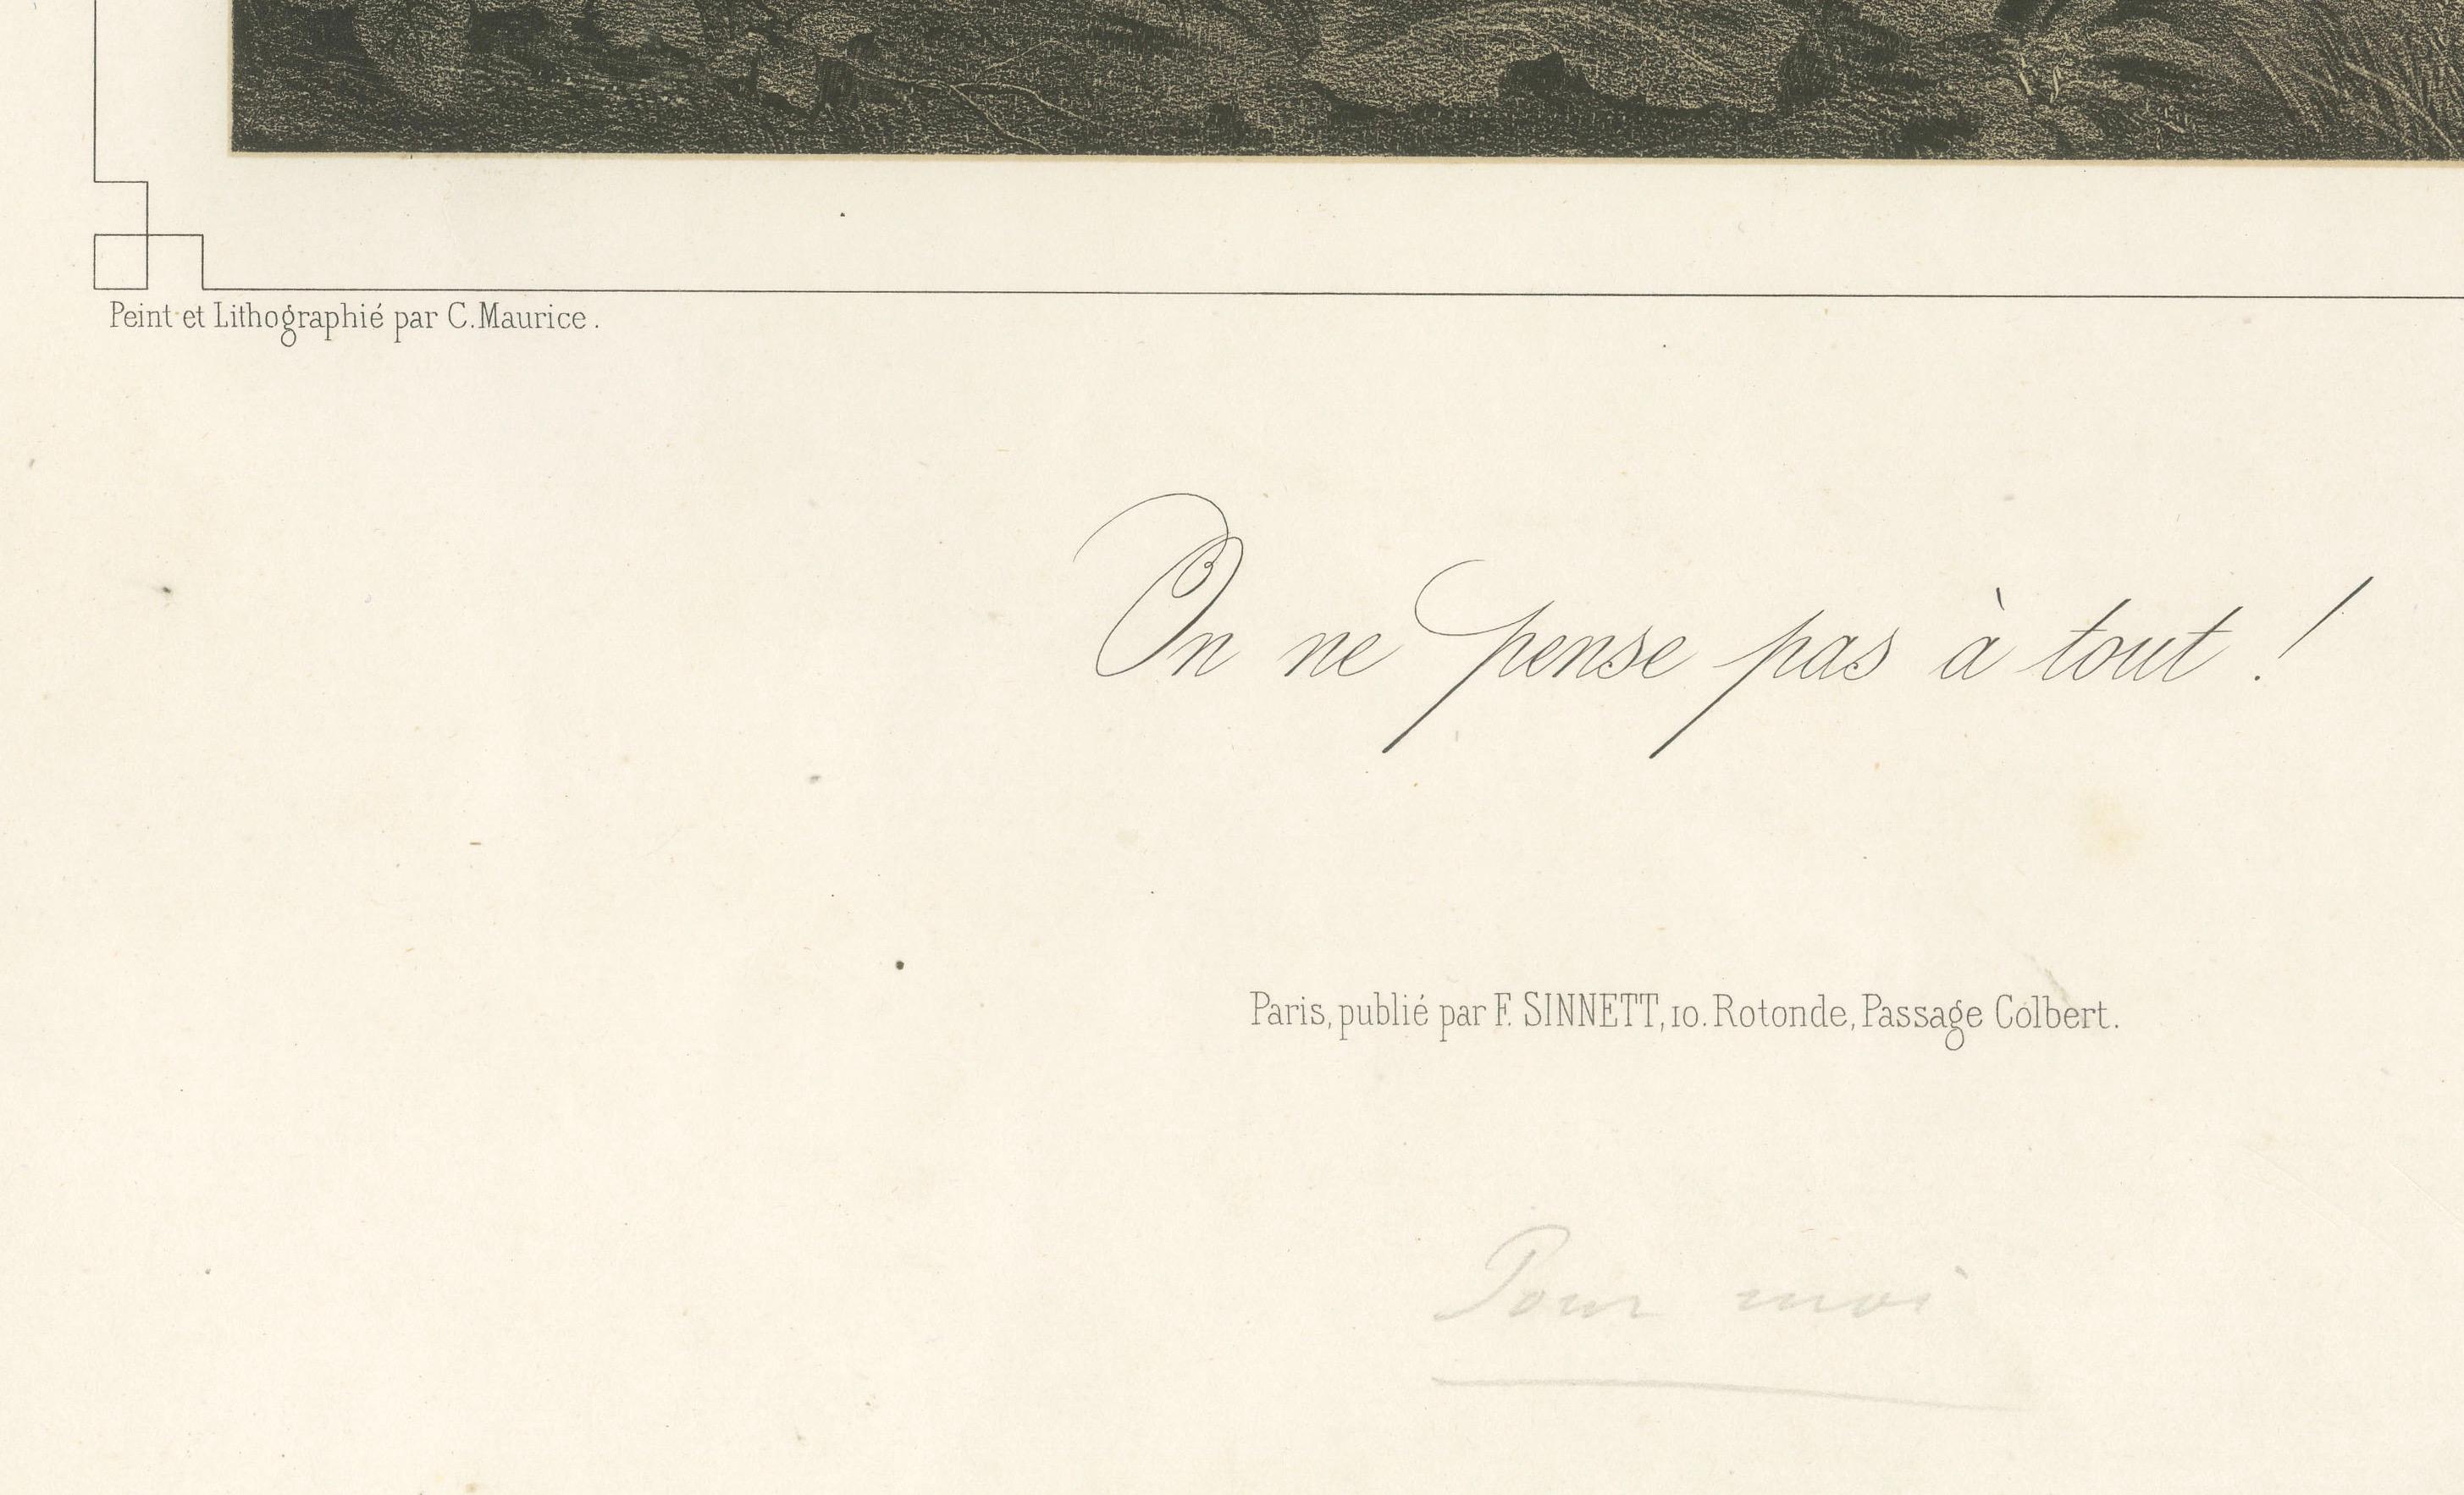 Peint et Lithographié par C. Maurice.
On ne pense pas à tout !
Paris, publié par F. SINNETT, 10. Rotonde, Passage Colbert.
Pour moi